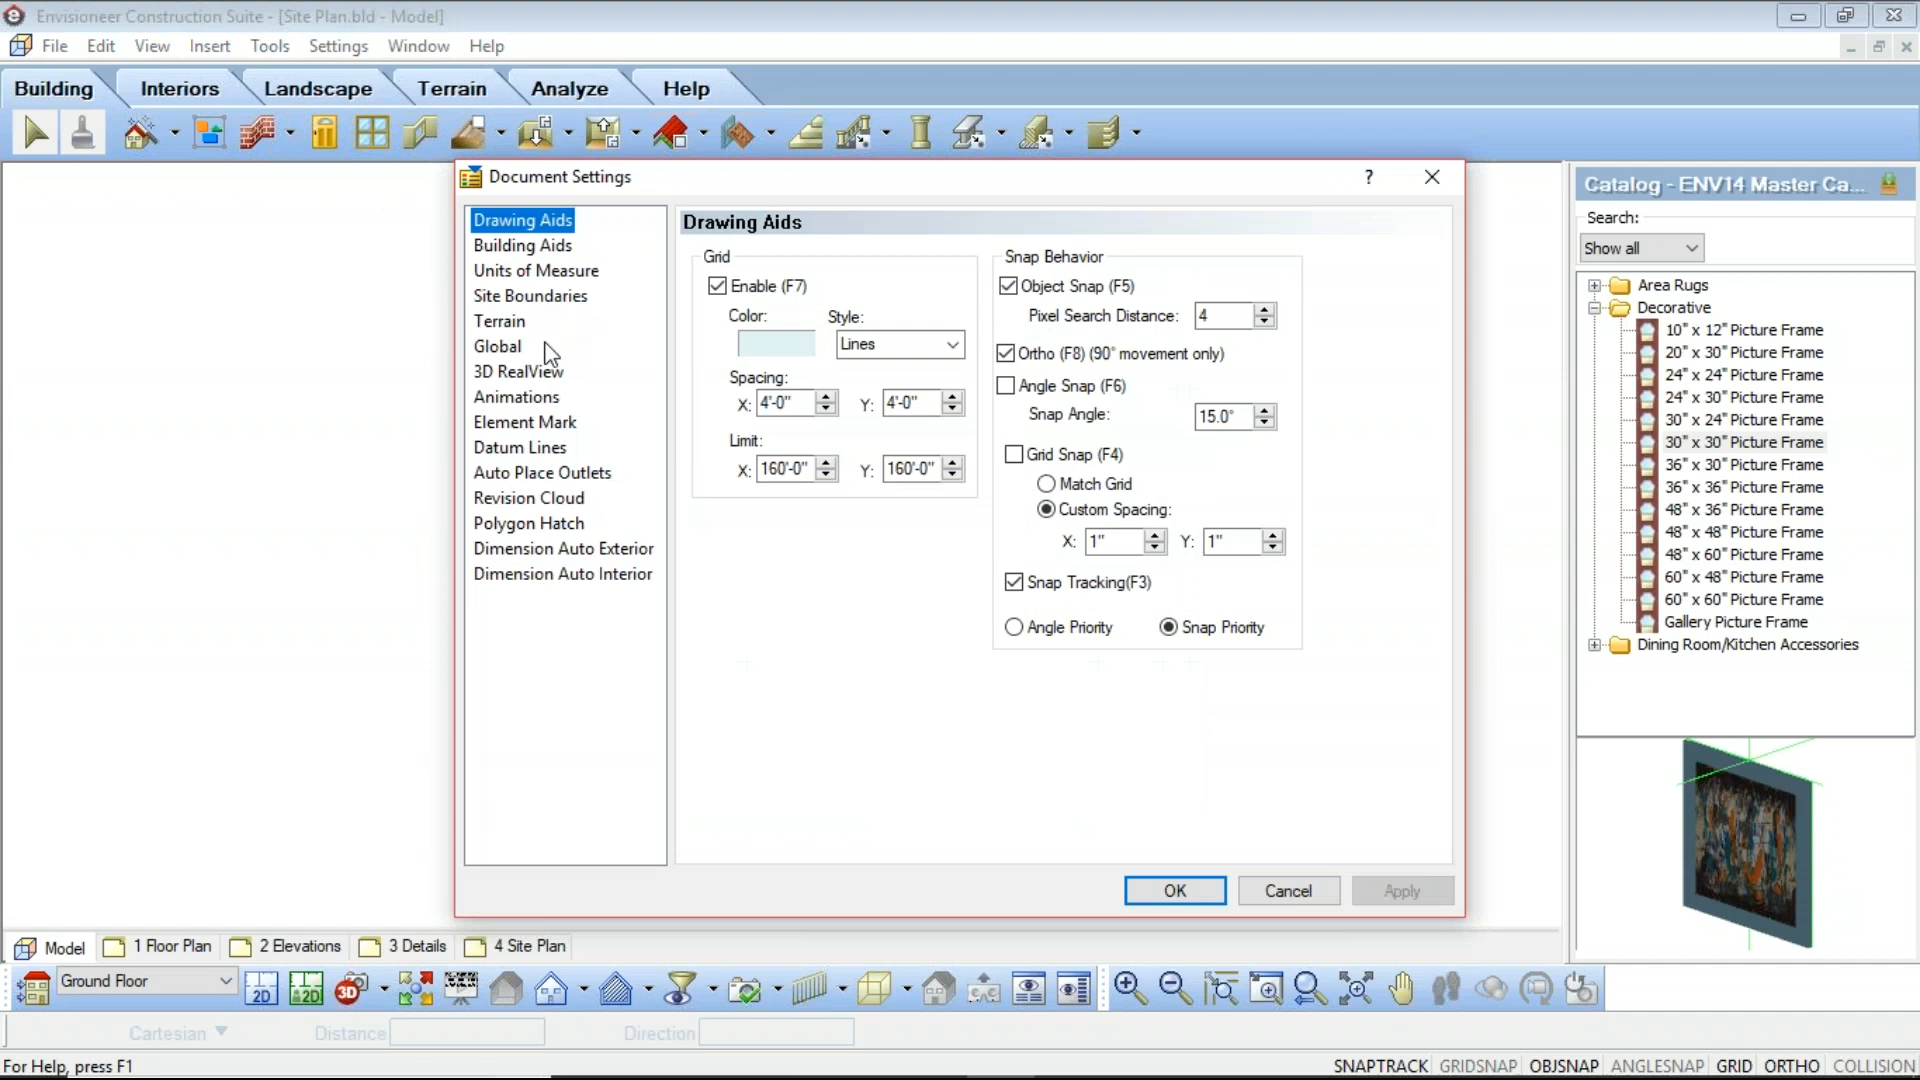 Envisioneer Construction Suite - [Site Plan.bld - Model]
File Edit View Insert Tools Settings Window Help
Building Interiors Landscape Terrain Analyze Help
Document Settings ?
Drawing Aids
Building Aids
Units of Measure
Site Boundaries
Terrain
Global
3D RealView
Animations
Element Mark
Datum Lines
Auto Place Outlets
Revision Cloud
Polygon Hatch
Dimension Auto Exterior
Dimension Auto Interior
Drawing Aids
Grid
Enable (F7)
Color: Style:
Lines
Spacing:
X: 4'-0" Y: 4'-0"
Limit:
X: 160'-0" Y: 160'-0"
Snap Behavior
Object Snap (F5)
Pixel Search Distance: 4
Ortho (F8) (90° movement only)
Angle Snap (F6)
Snap Angle: 15.0°
Grid Snap (F4)
Match Grid
Custom Spacing:
X: 1" Y: 1"
Snap Tracking(F3)
Angle Priority Snap Priority
OK Cancel Apply
Catalog - ENV14 Master Ca...
Search:
Show all
Area Rugs
Decorative
10" x 12" Picture Frame
20" x 30" Picture Frame
24" x 24" Picture Frame
24" x 30" Picture Frame
30" x 24" Picture Frame
30" x 30" Picture Frame
36" x 30" Picture Frame
36" x 36" Picture Frame
48" x 36" Picture Frame
48" x 48" Picture Frame
48" x 60" Picture Frame
60" x 48" Picture Frame
60" x 60" Picture Frame
Gallery Picture Frame
Dining Room/Kitchen Accessories
Model 1 Floor Plan 2 Elevations 3 Details 4 Site Plan
Ground Floor 2D 2D 3D
Cartesian Distance Direction
For Help, press F1 SNAPTRACK GRIDSNAP OBJSNAP ANGLESNAP GRID ORTHO COLLISION